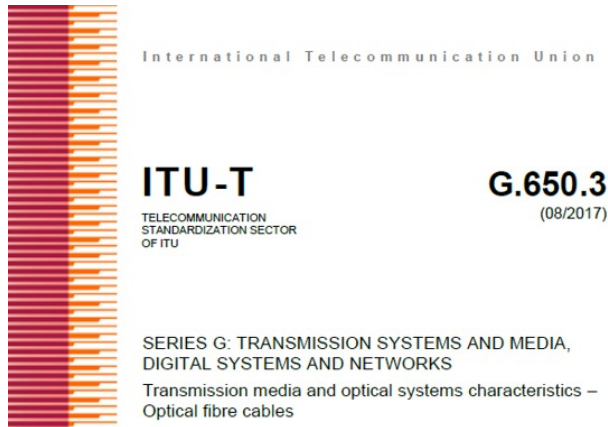 International Telecommunication Union
ITU-T
G.650.3
TELECOMMUNICATION
STANDARDIZATION SECTOR
OF ITU
(08/2017)
SERIES G: TRANSMISSION SYSTEMS AND MEDIA,
DIGITAL SYSTEMS AND NETWORKS
Transmission media and optical systems characteristics –
Optical fibre cables